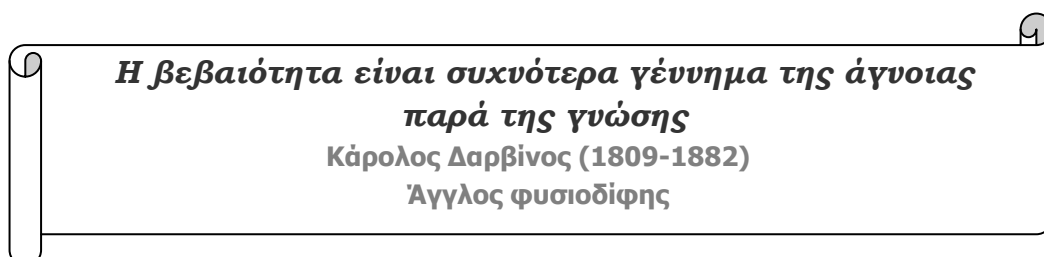 Η βεβαιότητα είναι συχνότερα γέννημα της άγνοιας
παρά της γνώσης
Κάρολος Δαρβίνος (1809-1882)
Άγγλος φυσιοδίφης